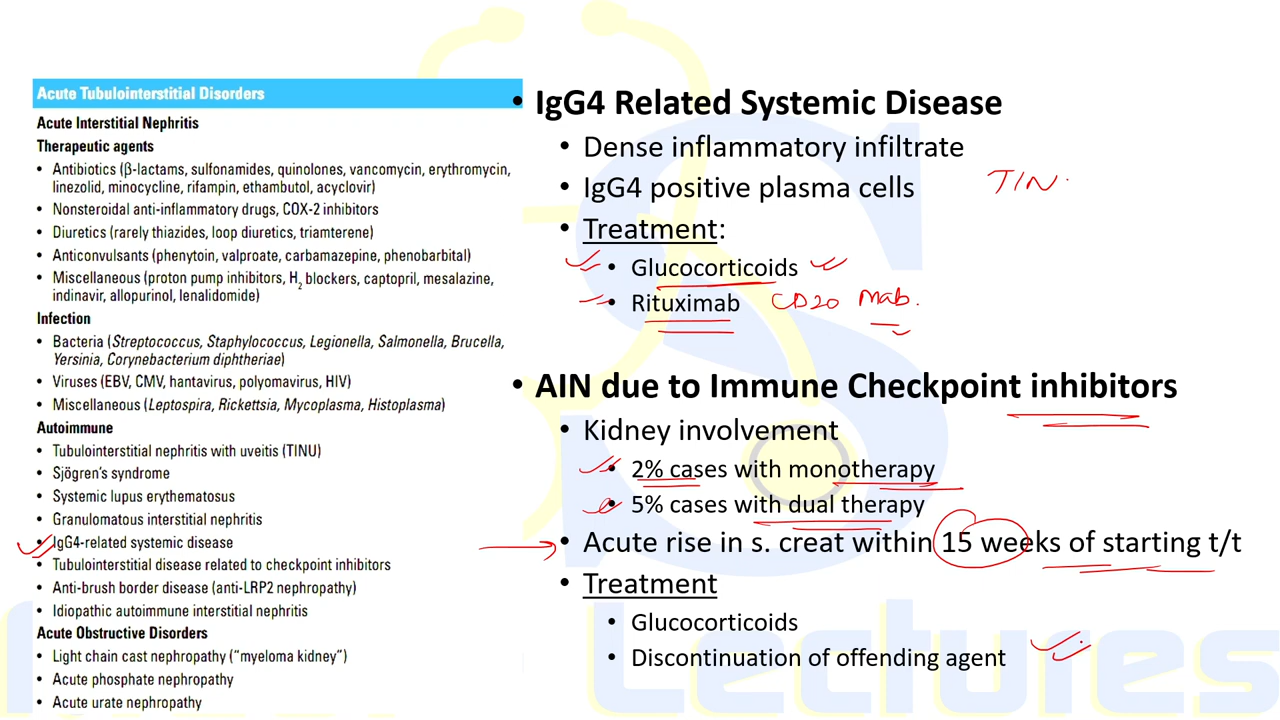 Acute Tubulointerstitial Disorders
Acute Interstitial Nephritis
Therapeutic agents
• Antibiotics (β-lactams, sulfonamides, quinolones, vancomycin, erythromycin,
linezolid, minocycline, rifampin, ethambutol, acyclovir)
• Nonsteroidal anti-inflammatory drugs, COX-2 inhibitors
• Diuretics (rarely thiazides, loop diuretics, triamterene)
• Anticonvulsants (phenytoin, valproate, carbamazepine, phenobarbital)
• Miscellaneous (proton pump inhibitors, H2 blockers, captopril, mesalazine,
indinavir, allopurinol, lenalidomide)
Infection
• Bacteria (Streptococcus, Staphylococcus, Legionella, Salmonella, Brucella,
Yersinia, Corynebacterium diphtheriae)
• Viruses (EBV, CMV, hantavirus, polyomavirus, HIV)
• Miscellaneous (Leptospira, Rickettsia, Mycoplasma, Histoplasma)
Autoimmune
• Tubulointerstitial nephritis with uveitis (TINU)
• Sjögren's syndrome
• Systemic lupus erythematosus
• Granulomatous interstitial nephritis
• IgG4-related systemic disease
• Tubulointerstitial disease related to checkpoint inhibitors
• Anti-brush border disease (anti-LRP2 nephropathy)
• Idiopathic autoimmune interstitial nephritis
Acute Obstructive Disorders
• Light chain cast nephropathy ("myeloma kidney")
• Acute phosphate nephropathy
• Acute urate nephropathy
• IgG4 Related Systemic Disease
• Dense inflammatory infiltrate
• IgG4 positive plasma cells
TIN.
• Treatment:
• Glucocorticoids
• Rituximab CD20 mab.
• AIN due to Immune Checkpoint inhibitors
• Kidney involvement
• 2% cases with monotherapy
• 5% cases with dual therapy
• Acute rise in s. creat within 15 weeks of starting t/t
• Treatment
• Glucocorticoids
• Discontinuation of offending agent
Lectures